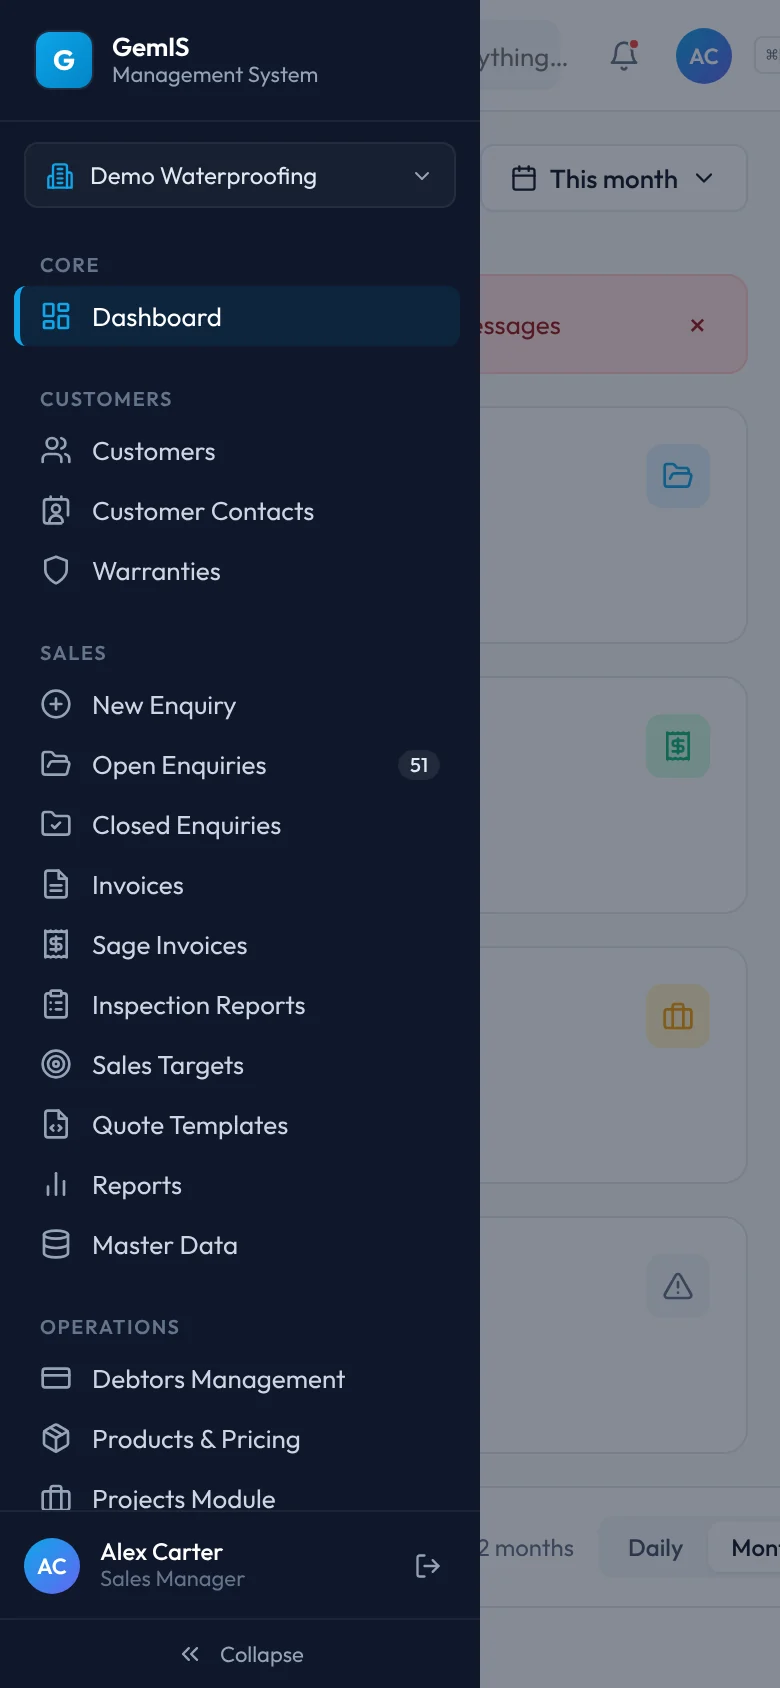 G
GemIS
Management System
Demo Waterproofing
CORE
Dashboard
CUSTOMERS
Customers
Customer Contacts
Warranties
SALES
New Enquiry
Open Enquiries 51
Closed Enquiries
Invoices
Sage Invoices
Inspection Reports
Sales Targets
Quote Templates
Reports
Master Data
OPERATIONS
Debtors Management
Products & Pricing
Projects Module
AC
Alex Carter
Sales Manager
Collapse
ything...
AC
⌘
This month
essages
2 months
Daily
Mon